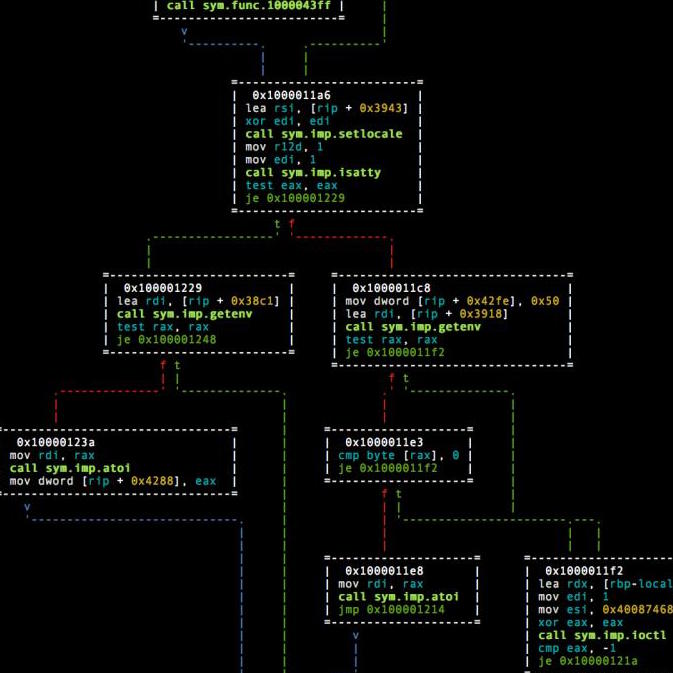 call sym.func.1000043ff
v
0x1000011a6
lea rsi, [rip + 0x3943]
xor edi, edi
call sym.imp.setlocale
mov r12d, 1
mov edi, 1
call sym.imp.isatty
test eax, eax
je 0x100001229
t f
0x100001229
lea rdi, [rip + 0x38c1]
call sym.imp.getenv
test rax, rax
je 0x100001248
f t
0x1000011c8
mov dword [rip + 0x42fe], 0x50
lea rdi, [rip + 0x3918]
call sym.imp.getenv
test rax, rax
je 0x1000011f2
f t
0x10000123a
mov rdi, rax
call sym.imp.atoi
mov dword [rip + 0x4288], eax
v
0x1000011e3
cmp byte [rax], 0
je 0x1000011f2
f t
0x1000011e8
mov rdi, rax
call sym.imp.atoi
jmp 0x100001214
v
0x1000011f2
lea rdx, [rbp-local
mov edi, 1
mov esi, 0x40087468
xor eax, eax
call sym.imp.ioctl
cmp eax, -1
je 0x10000121a